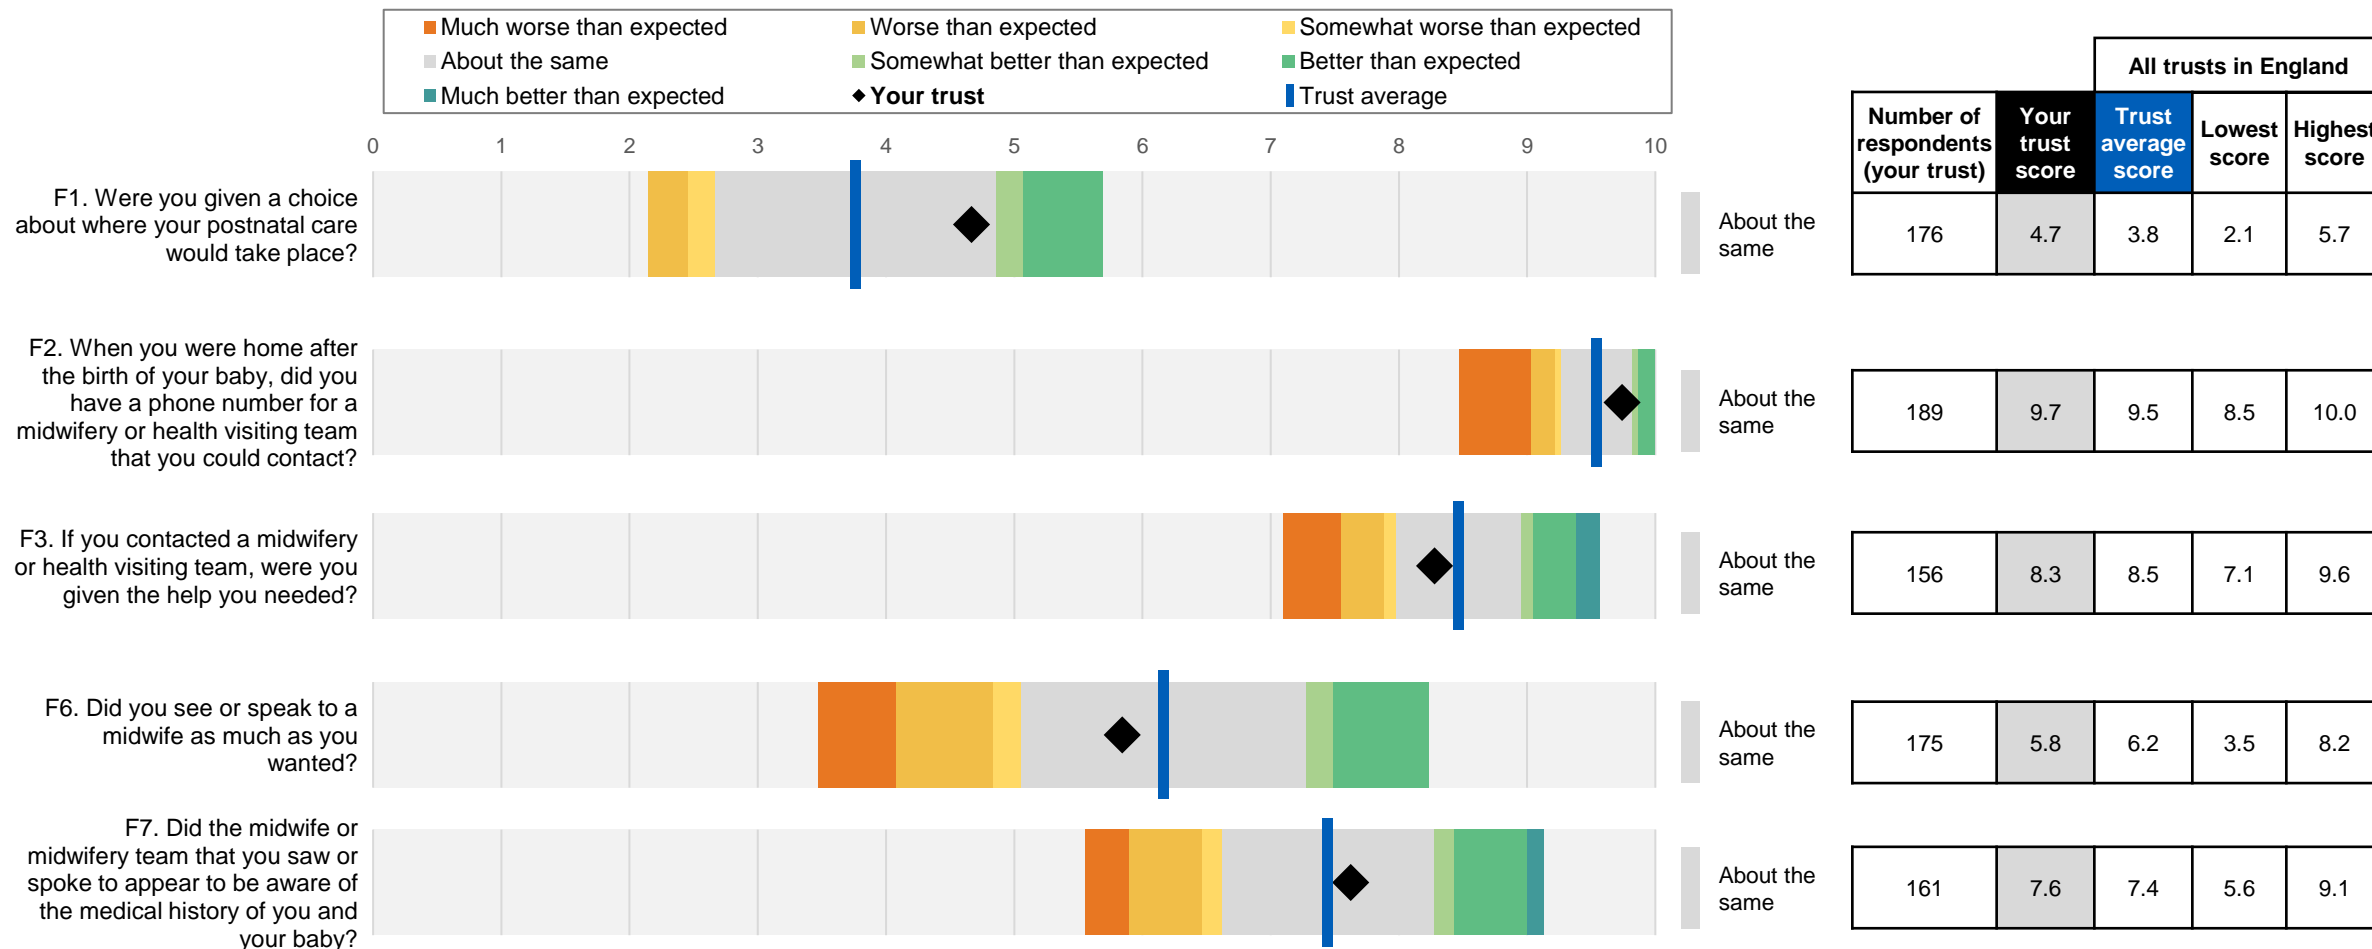 Much worse than expected
Worse than expected
Somewhat worse than expected
About the same
Somewhat better than expected
Better than expected
Much better than expected
Your trust
Trust average
All trusts in England
Number of
respondents
(your trust)
Your
trust
score
Trust
average
score
Lowest
score
Highest
score
0 1 2 3 4 5 6 7 8 9 10
F1. Were you given a choice
about where your postnatal care
would take place?
About the
same
176 4.7 3.8 2.1 5.7
F2. When you were home after
the birth of your baby, did you
have a phone number for a
midwifery or health visiting team
that you could contact?
About the
same
189 9.7 9.5 8.5 10.0
F3. If you contacted a midwifery
or health visiting team, were you
given the help you needed?
About the
same
156 8.3 8.5 7.1 9.6
F6. Did you see or speak to a
midwife as much as you
wanted?
About the
same
175 5.8 6.2 3.5 8.2
F7. Did the midwife or
midwifery team that you saw or
spoke to appear to be aware of
the medical history of you and
your baby?
About the
same
161 7.6 7.4 5.6 9.1